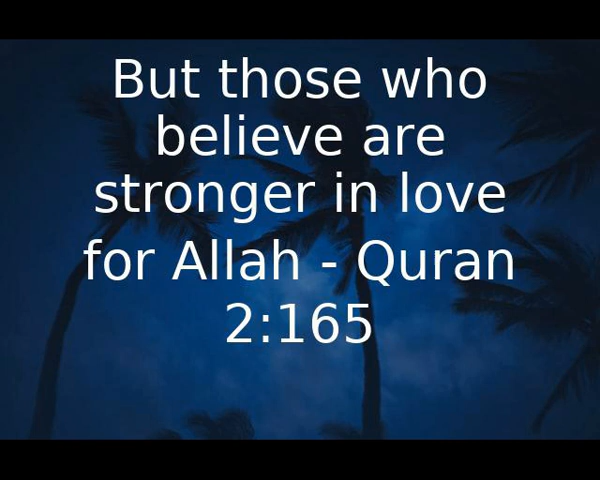 But those who
believe are
stronger in love
for Allah - Quran
2:165